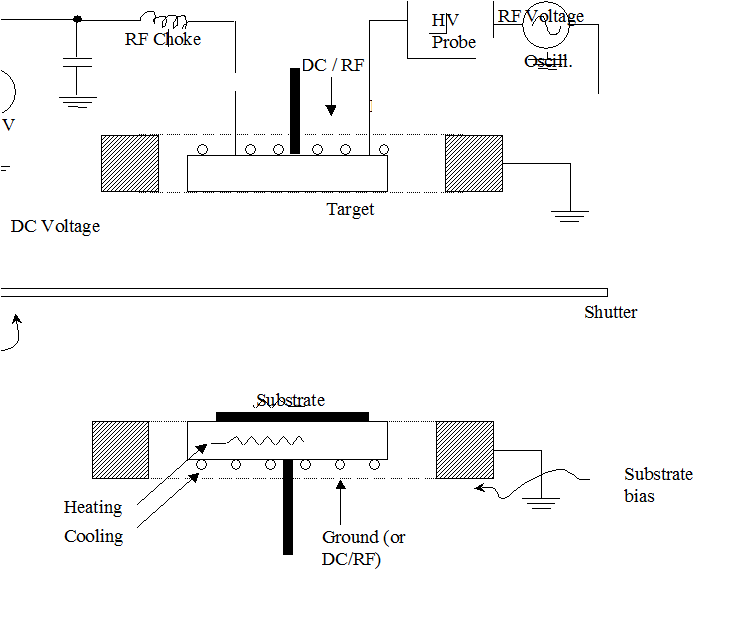 HV
Probe
RF Voltage
RF Choke
Oscill.
DC / RF
V
Target
DC Voltage
Shutter
Substrate
Substrate
bias
Heating
Cooling
Ground (or
DC/RF)